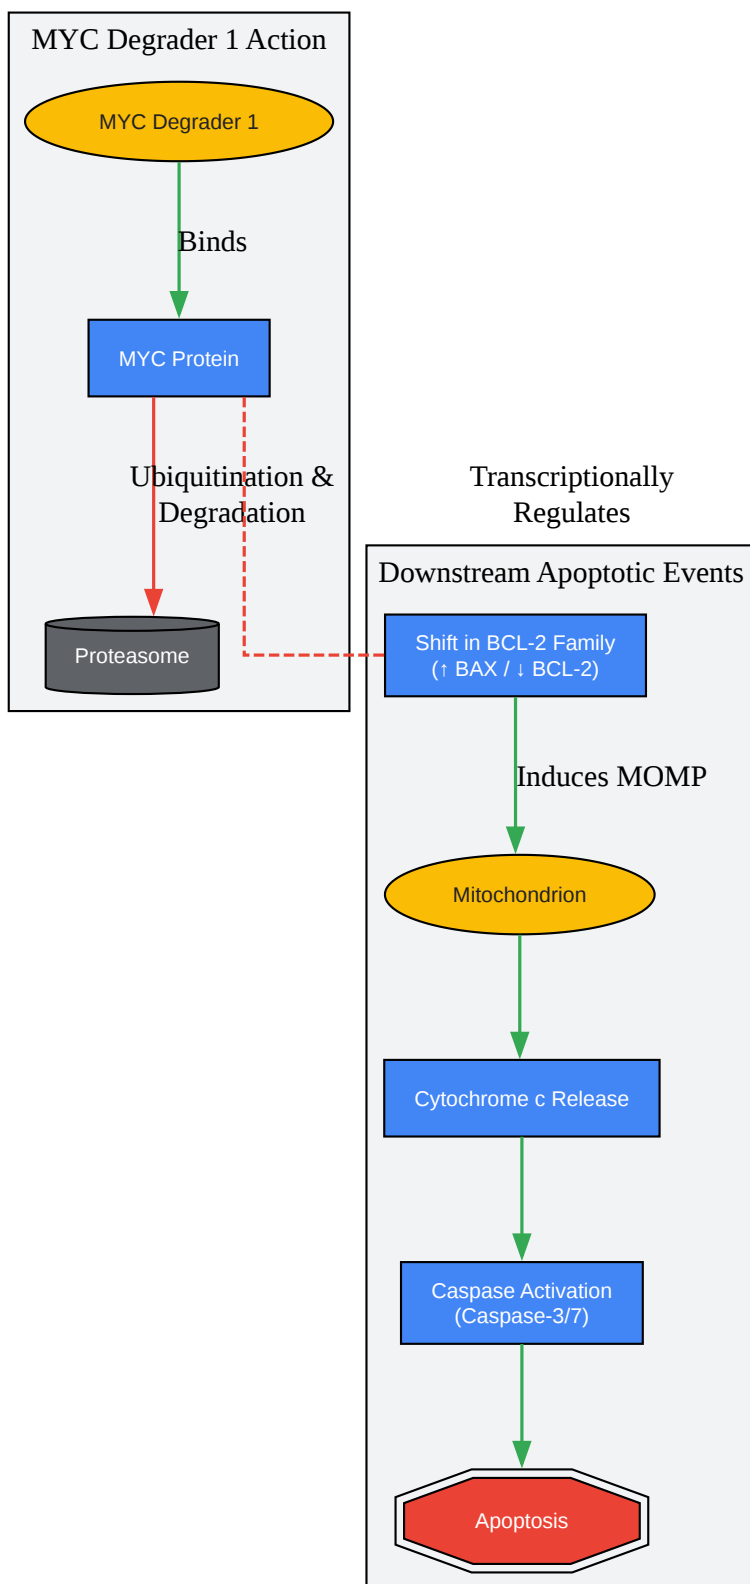 MYC Degrader 1 Action
MYC Degrader 1
Binds
MYC Protein
Ubiquitination &
Degradation
Transcriptionally
Regulates
Proteasome
Downstream Apoptotic Events
Shift in BCL-2 Family
(↑ BAX / ↓ BCL-2)
Induces MOMP
Mitochondrion
Cytochrome c Release
Caspase Activation
(Caspase-3/7)
Apoptosis